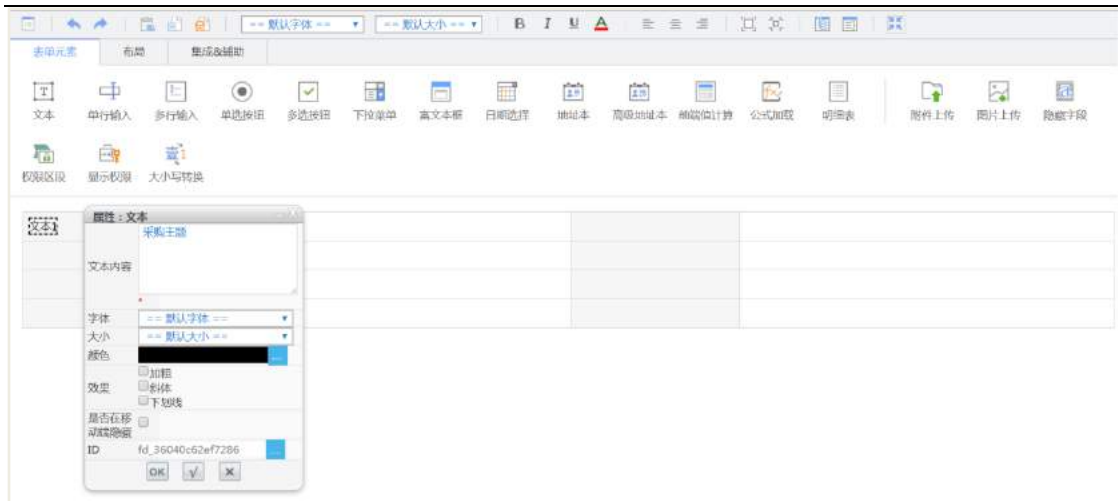 == 默认字体 == == 默认大小 == B I U A
表单元素 布局 集成&辅助
文本 单行输入 多行输入 单选按钮 多选按钮 下拉菜单 富文本框 日期选择 地址本 高级地址本 前端值计算 公式加载 明细表 附件上传 图片上传 隐藏字段
权限区段 显示权限 大小写转换
文本1
属性：文本
采购主题
文本内容
*
字体 == 默认字体 ==
大小 == 默认大小 ==
颜色 ...
加粗
效果 斜体
下划线
是否在移
动端隐藏
ID fd_36040c62ef7286 ...
OK √ ×